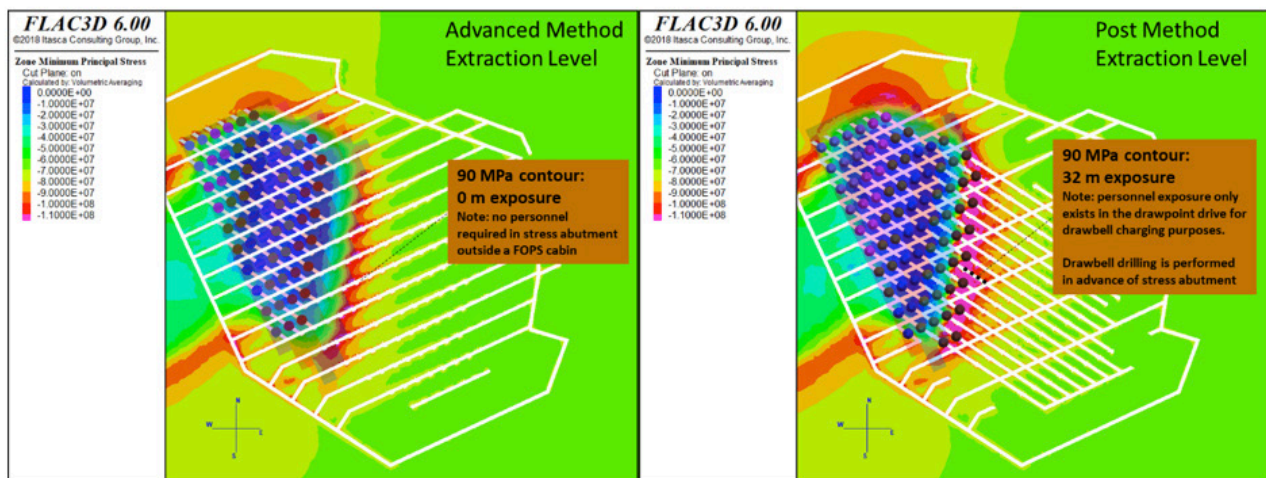 FLAC3D 6.00
©2018 Itasca Consulting Group, Inc.
Zone Minimum Principal Stress
Cut Plane: on
Calculated by: Volumetric Averaging
0.0000E+00
-1.0000E+07
-2.0000E+07
-3.0000E+07
-4.0000E+07
-5.0000E+07
-6.0000E+07
-7.0000E+07
-8.0000E+07
-9.0000E+07
-1.0000E+08
-1.1000E+08
Advanced Method
Extraction Level
90 MPa contour:
0 m exposure
Note: no personnel
required in stress abutment
outside a FOPS cabin
N
W
E
S
FLAC3D 6.00
©2018 Itasca Consulting Group, Inc.
Zone Minimum Principal Stress
Cut Plane: on
Calculated by: Volumetric Averaging
0.0000E+00
-1.0000E+07
-2.0000E+07
-3.0000E+07
-4.0000E+07
-5.0000E+07
-6.0000E+07
-7.0000E+07
-8.0000E+07
-9.0000E+07
-1.0000E+08
-1.1000E+08
Post Method
Extraction Level
90 MPa contour:
32 m exposure
Note: personnel exposure only
exists in the drawpoint drive for
drawbell charging purposes.
Drawbell drilling is performed
in advance of stress abutment
N
W
E
S